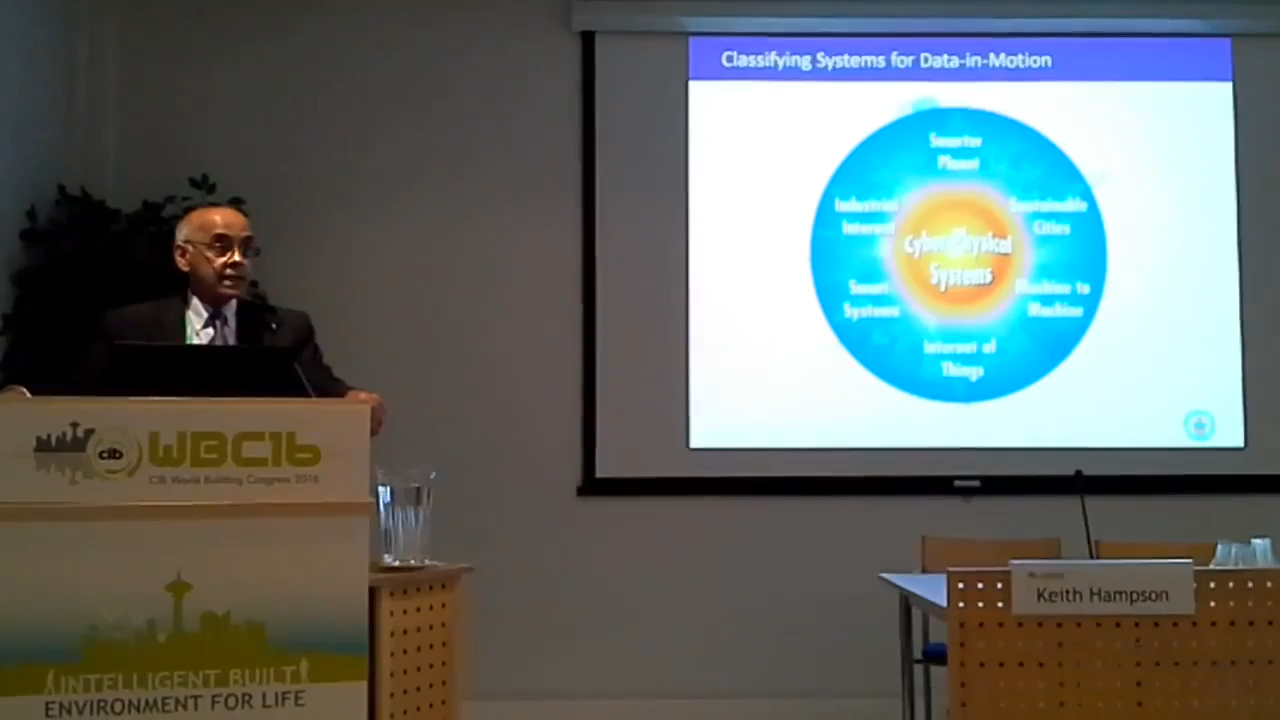 Classifying Systems for Data-in-Motion
Smarter
Planet
Industrial
Internet
Sustainable
Cities
Cyber Physical
Systems
Smart
Systems
Machine to
Machine
Internet of
Things
cib
WBC16
CIB World Building Congress 2016
INTELLIGENT BUILT
ENVIRONMENT FOR LIFE
Keith Hampson